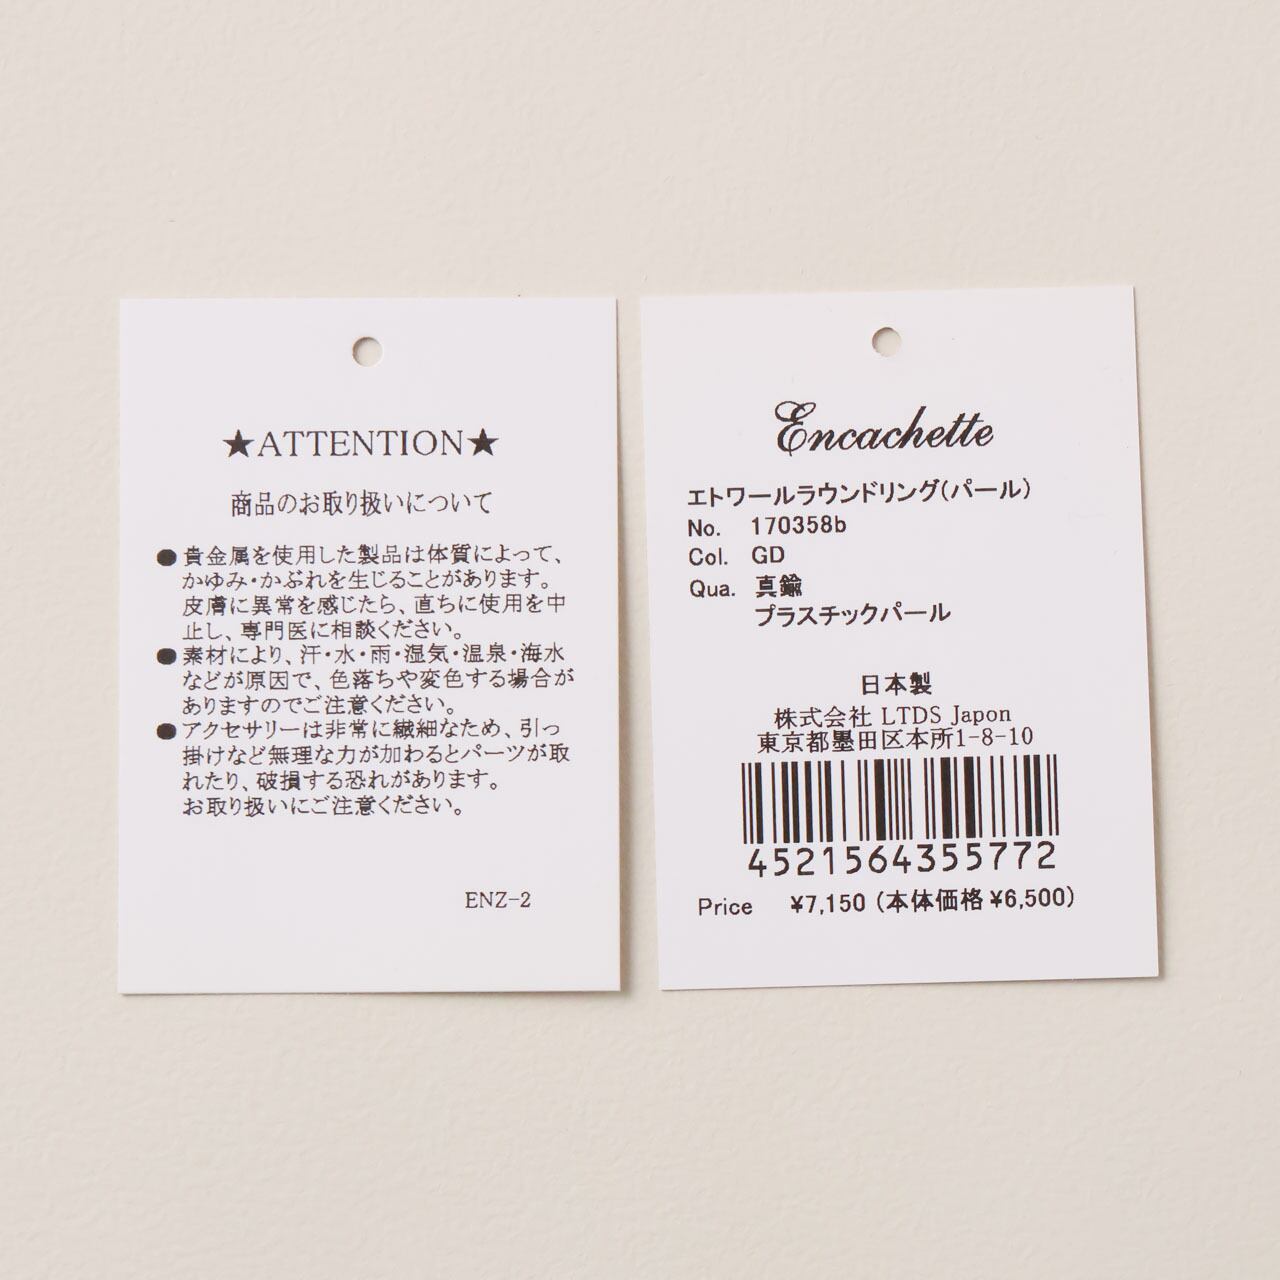 ★ATTENTION★
商品のお取り扱いについて
●貴金属を使用した製品は体質によって、
かゆみ・かぶれを生じることがあります。
皮膚に異常を感じたら、直ちに使用を中
止し、専門医に相談ください。
●素材により、汗・水・雨・湿気・温泉・海水
などが原因で、色落ちや変色する場合が
ありますのでご注意ください。
●アクセサリーは非常に繊細なため、引っ
掛けなど無理な力が加わるとパーツが取
れたり、破損する恐れがあります。
お取り扱いにご注意ください。
ENZ-2
Encachette
エトワールラウンドリング(パール)
No. 170358b
Col. GD
Qua. 真鍮
プラスチックパール
日本製
株式会社 LTDS Japon
東京都墨田区本所1-8-10
4521564355772
Price ¥7,150 (本体価格 ¥6,500)